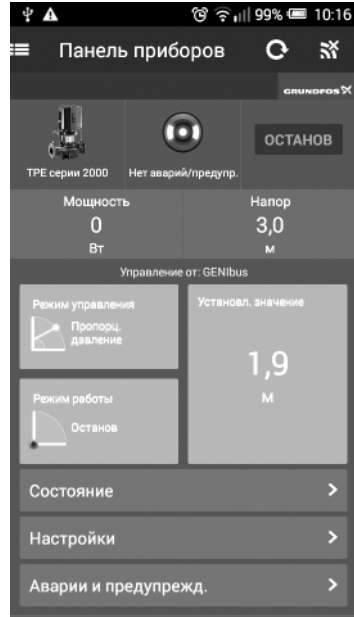 99% 10:16
Панель приборов
GRUNDFOS
TPE серии 2000
Нет аварий/предупр.
ОСТАНОВ
Мощность
0
Вт
Напор
3,0
м
Управление от: GENIbus
Режим управления
Пропорц.
давление
Установл. значение
1,9
м
Режим работы
Останов
Состояние
Настройки
Аварии и предупрежд.